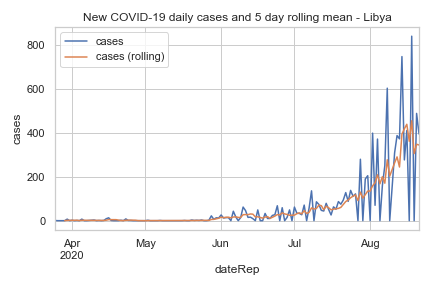 New COVID-19 daily cases and 5 day rolling mean - Libya
cases
cases (rolling)
800
600
400
200
0
cases
Apr
2020
May
Jun
Jul
Aug
dateRep